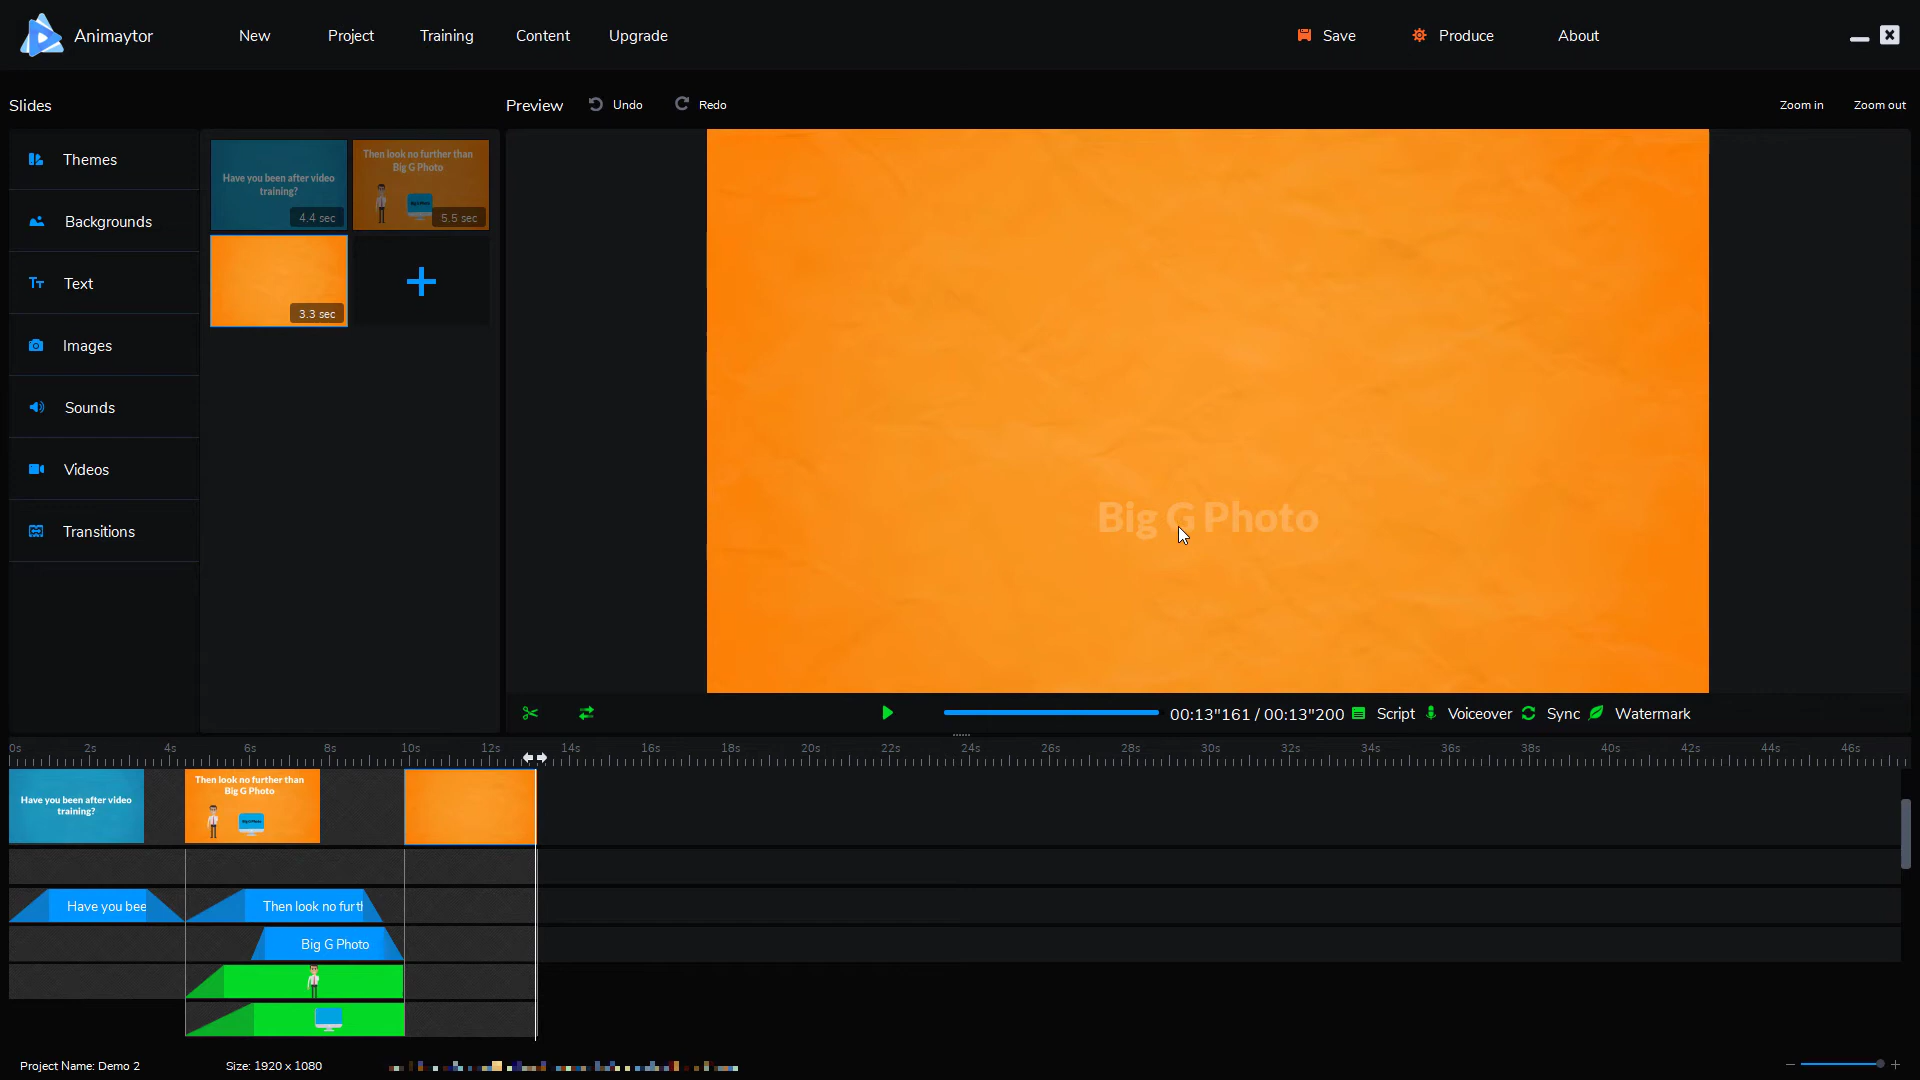 Animaytor
New
Project
Training
Content
Upgrade
Save
Produce
About
Slides
Preview
Undo
Redo
Zoom in
Zoom out
Themes
Backgrounds
Text
Images
Sounds
Videos
Transitions
Have you been after video
training?
4.4 sec
Then look no further than
Big G Photo
5.5 sec
3.3 sec
Big G Photo
00:13"161 / 00:13"200
Script
Voiceover
Sync
Watermark
0s 2s 4s 6s 8s 10s 12s 14s 16s 18s 20s 22s 24s 26s 28s 30s 32s 34s 36s 38s 40s 42s 44s 46s
Have you been after video
training?
Then look no further than
Big G Photo
Have you bee
Then look no furt
Big G Photo
Project Name: Demo 2
Size: 1920 x 1080